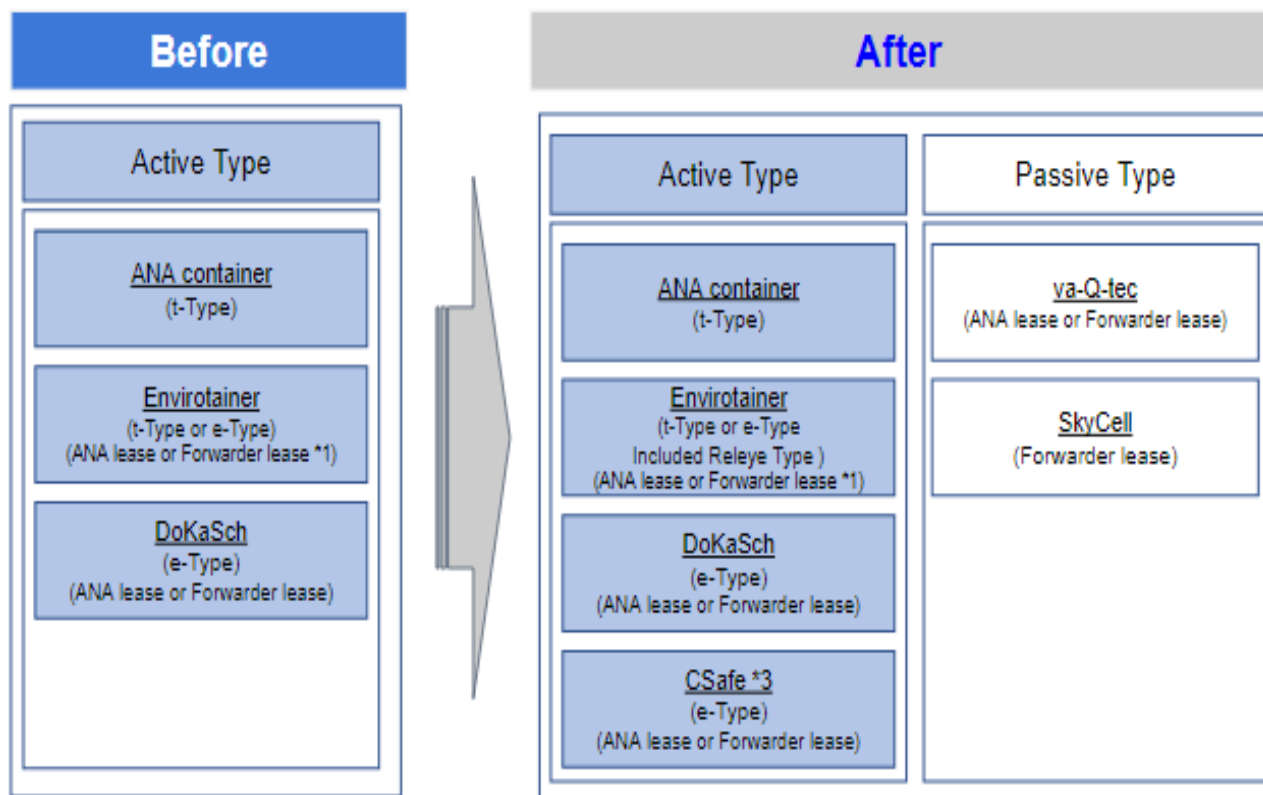 Before
Active Type
ANA container
(t-Type)
Envirotainer
(t-Type or e-Type)
(ANA lease or Forwarder lease *1)
DoKaSch
(e-Type)
(ANA lease or Forwarder lease)
After
Active Type
ANA container
(t-Type)
Envirotainer
(t-Type or e-Type
Included Releye Type )
(ANA lease or Forwarder lease *1)
DoKaSch
(e-Type)
(ANA lease or Forwarder lease)
CSafe *3
(e-Type)
(ANA lease or Forwarder lease)
Passive Type
va-Q-tec
(ANA lease or Forwarder lease)
SkyCell
(Forwarder lease)